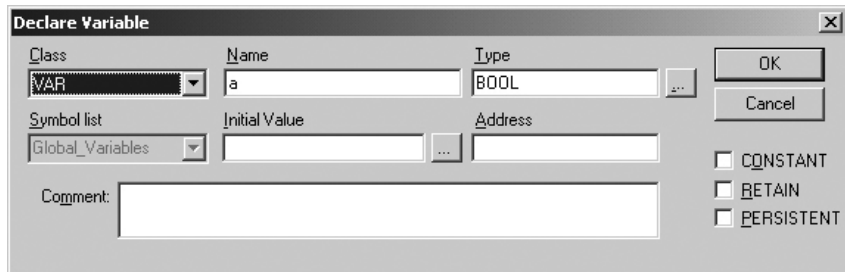 Declare Variable
Class Name Type
VAR a BOOL ... OK
Symbol list Initial Value Address Cancel
Global_Variables ...
CONSTANT
Comment: RETAIN
PERSISTENT